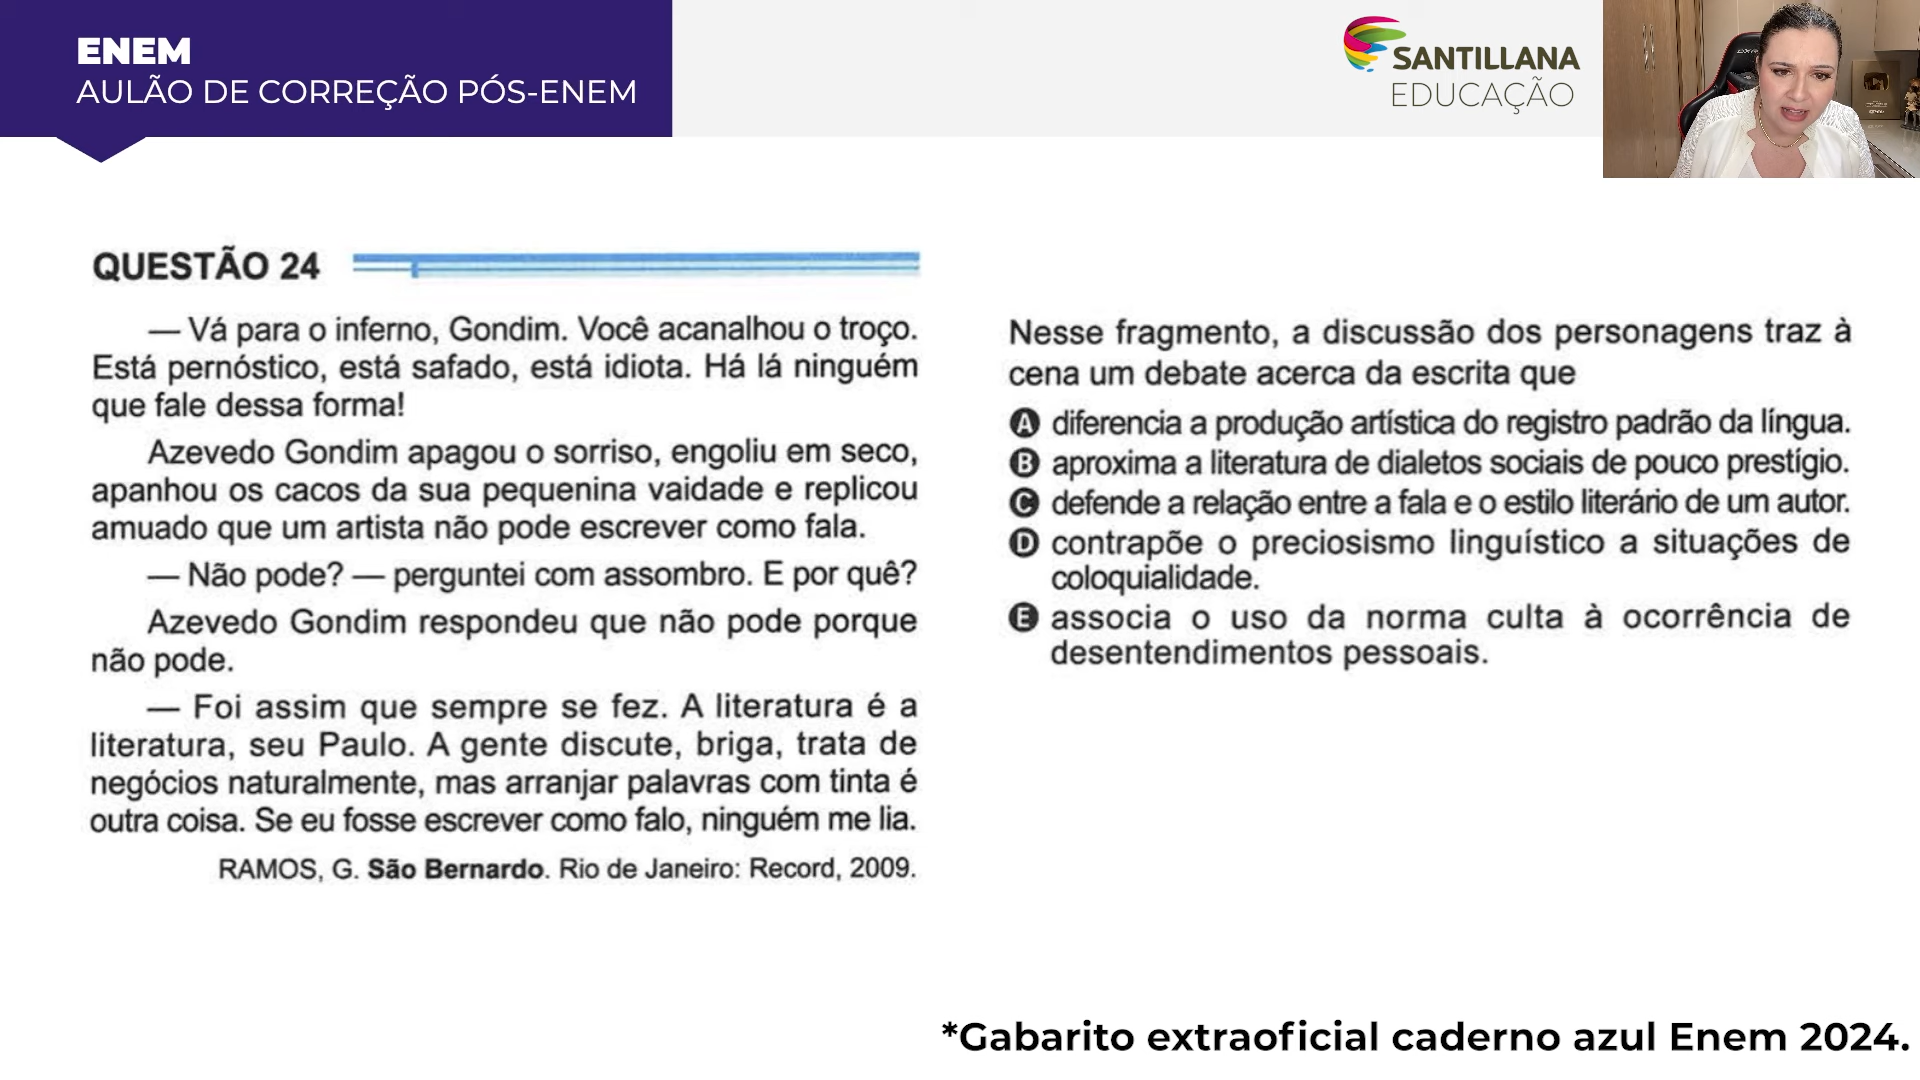 ENEM
AULÃO DE CORREÇÃO PÓS-ENEM
SANTILLANA
EDUCAÇÃO
QUESTÃO 24
— Vá para o inferno, Gondim. Você acanalhou o troço.
Está pernóstico, está safado, está idiota. Há lá ninguém
que fale dessa forma!
Azevedo Gondim apagou o sorriso, engoliu em seco,
apanhou os cacos da sua pequenina vaidade e replicou
amuado que um artista não pode escrever como fala.
— Não pode? — perguntei com assombro. E por quê?
Azevedo Gondim respondeu que não pode porque
não pode.
— Foi assim que sempre se fez. A literatura é a
literatura, seu Paulo. A gente discute, briga, trata de
negócios naturalmente, mas arranjar palavras com tinta é
outra coisa. Se eu fosse escrever como falo, ninguém me lia.
RAMOS, G. São Bernardo. Rio de Janeiro: Record, 2009.
Nesse fragmento, a discussão dos personagens traz à
cena um debate acerca da escrita que
A diferencia a produção artística do registro padrão da língua.
B aproxima a literatura de dialetos sociais de pouco prestígio.
C defende a relação entre a fala e o estilo literário de um autor.
D contrapõe o preciosismo linguístico a situações de
coloquialidade.
E associa o uso da norma culta à ocorrência de
desentendimentos pessoais.
*Gabarito extraoficial caderno azul Enem 2024.